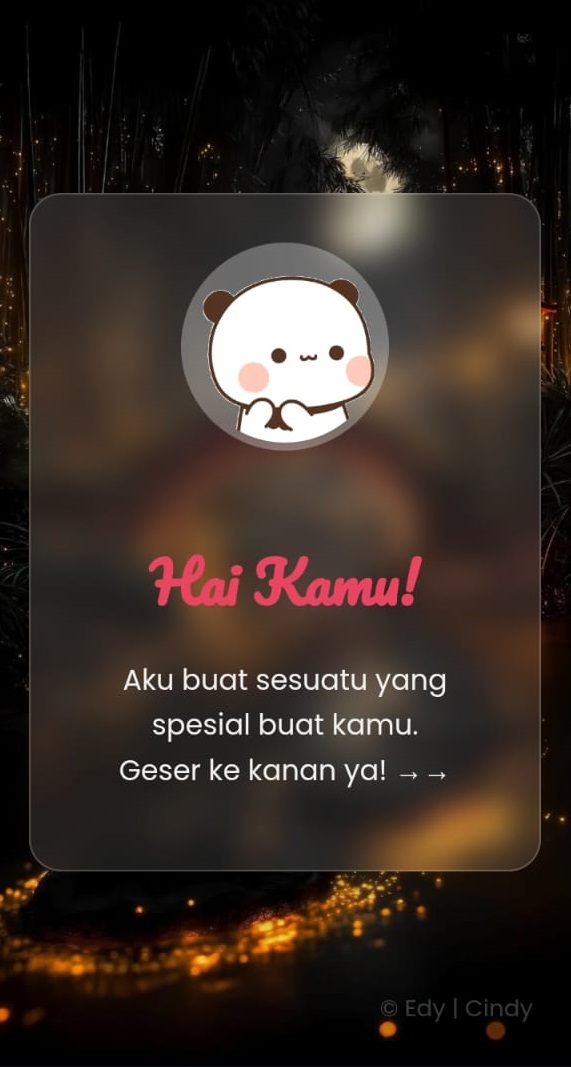 Hai Kamu!
Aku buat sesuatu yang
spesial buat kamu.
Geser ke kanan ya! →→
© Edy | Cindy